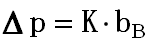 Δ p = K · b_B